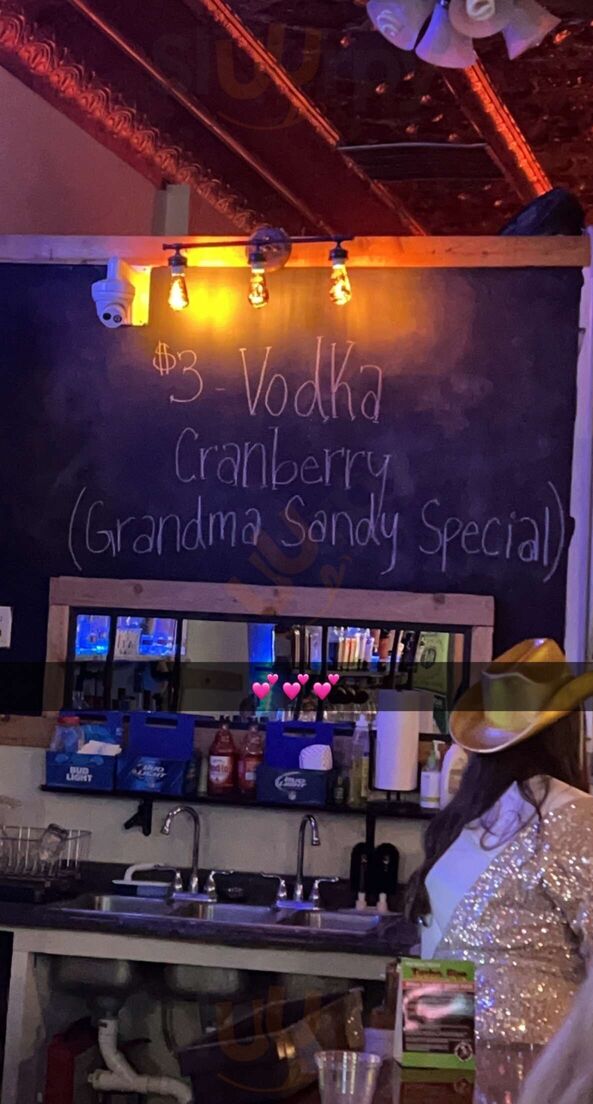 $3 - Vodka
Cranberry
(Grandma Sandy Special)
BUD
LIGHT
BUD LIGHT
BUD LIGHT